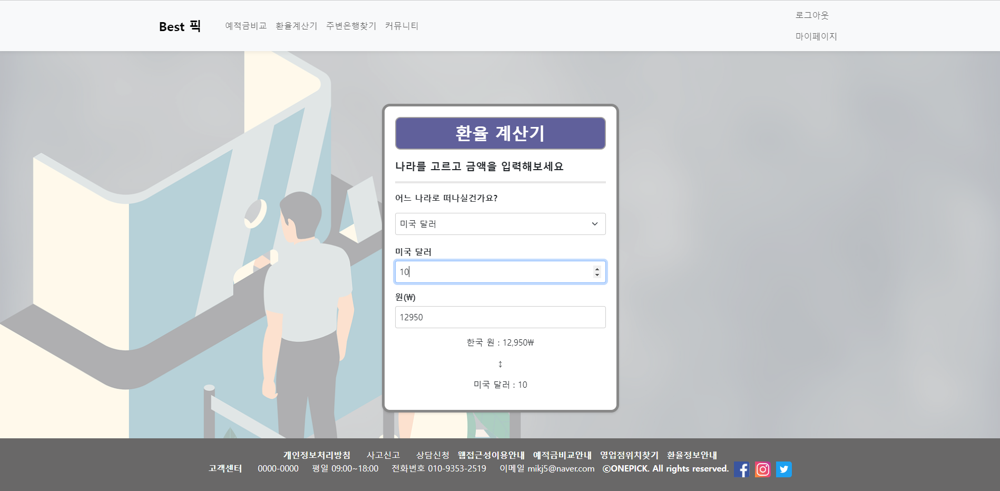 Best 픽 예적금비교 환율계산기 주변은행찾기 커뮤니티
로그아웃
마이페이지
환율 계산기
나라를 고르고 금액을 입력해보세요
어느 나라로 떠나실건가요?
미국 달러
미국 달러
10
원(₩)
12950
한국 원 : 12,950₩
↕
미국 달러 : 10
개인정보처리방침 사고신고 상담신청 웹접근성이용안내 예적금비교안내 영업점위치찾기 환율정보안내
고객센터 0000-0000 평일 09:00~18:00 전화번호 010-9353-2519 이메일 mikj5@naver.com ⓒONEPICK. All rights reserved.